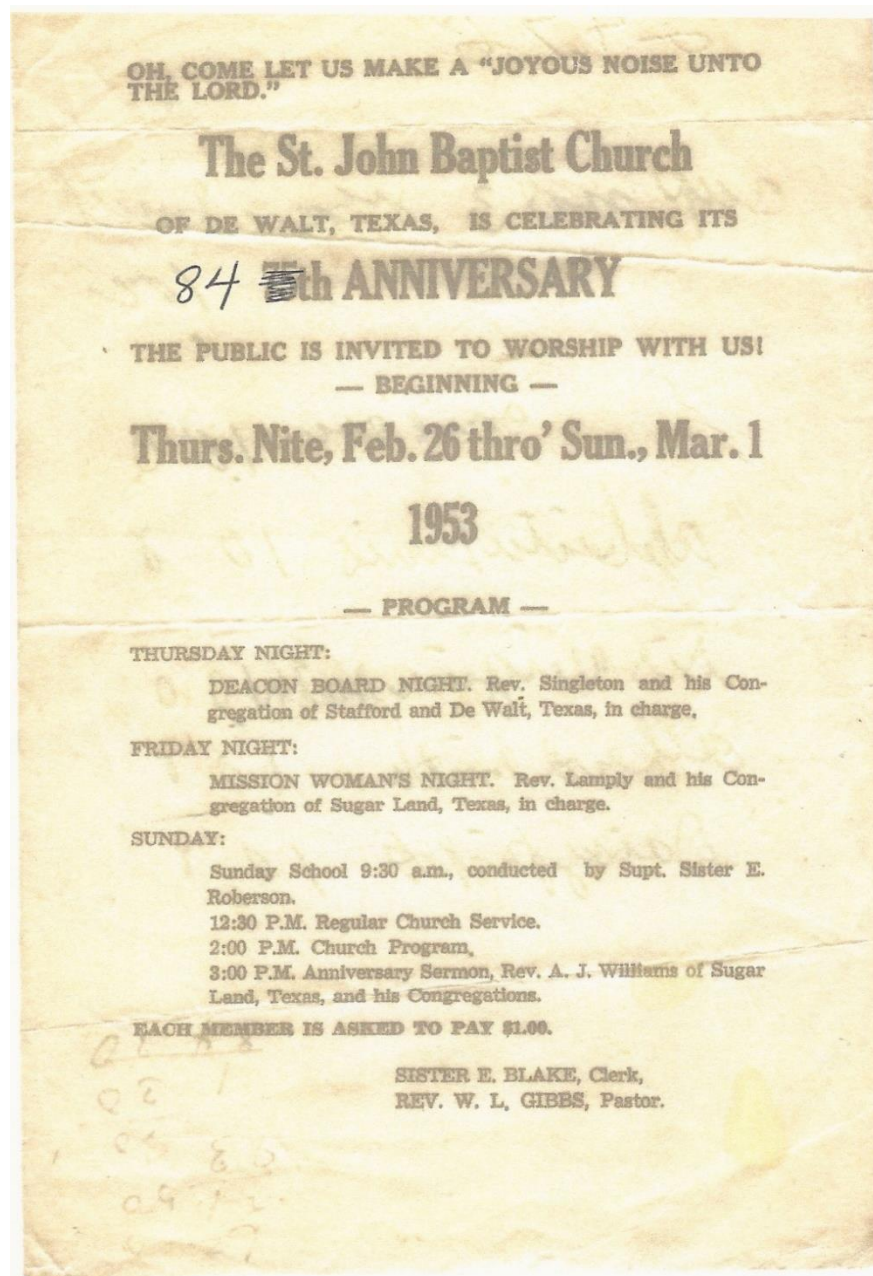 OH, COME LET US MAKE A “JOYOUS NOISE UNTO
THE LORD.”
The St. John Baptist Church
OF DE WALT, TEXAS, IS CELEBRATING ITS
84 75th ANNIVERSARY
THE PUBLIC IS INVITED TO WORSHIP WITH US!
— BEGINNING —
Thurs. Nite, Feb. 26 thro’ Sun., Mar. 1
1953
— PROGRAM —
THURSDAY NIGHT:
DEACON BOARD NIGHT. Rev. Singleton and his Con-
gregation of Stafford and De Walt, Texas, in charge.
FRIDAY NIGHT:
MISSION WOMAN’S NIGHT. Rev. Lamply and his Con-
gregation of Sugar Land, Texas, in charge.
SUNDAY:
Sunday School 9:30 a.m., conducted by Supt. Sister E.
Roberson.
12:30 P.M. Regular Church Service.
2:00 P.M. Church Program,
3:00 P.M. Anniversary Sermon, Rev. A. J. Williams of Sugar
Land, Texas, and his Congregations.
EACH MEMBER IS ASKED TO PAY $1.00.
SISTER E. BLAKE, Clerk,
REV. W. L, GIBBS, Pastor.